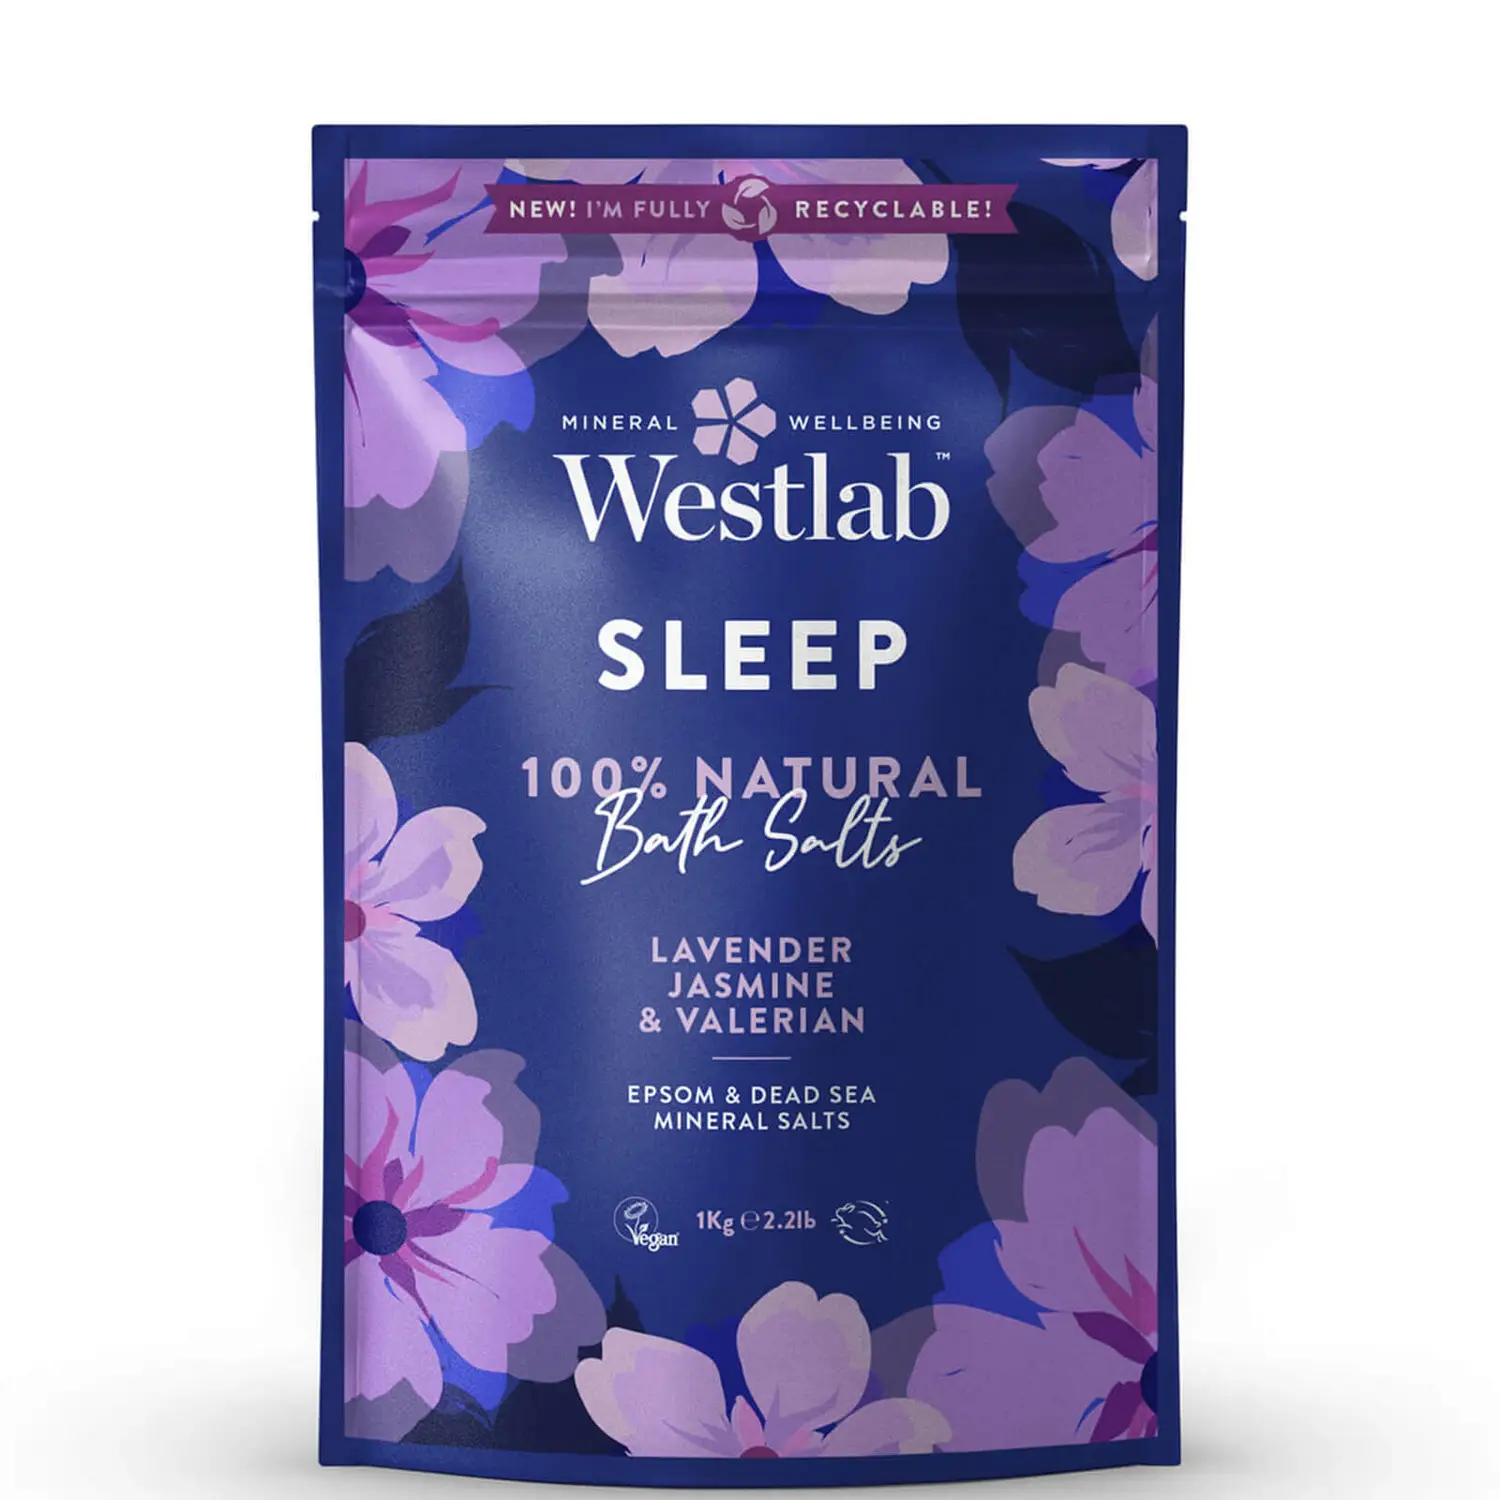 NEW! I'M FULLY RECYCLABLE!
MINERAL WELLBEING
Westlab™
SLEEP
100% NATURAL
Bath Salts
LAVENDER
JASMINE
& VALERIAN
EPSOM & DEAD SEA
MINERAL SALTS
Vegan
1Kg ℮ 2.2lb